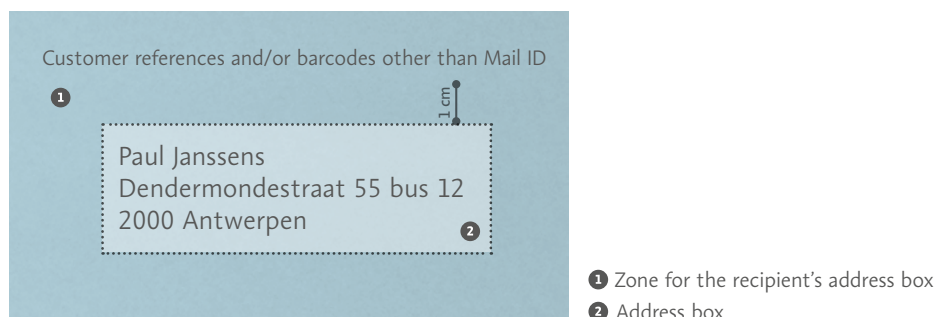 Customer references and/or barcodes other than Mail ID
1
1 cm
Paul Janssens
Dendermondestraat 55 bus 12
2000 Antwerpen
2
1 Zone for the recipient's address box
2 Address box